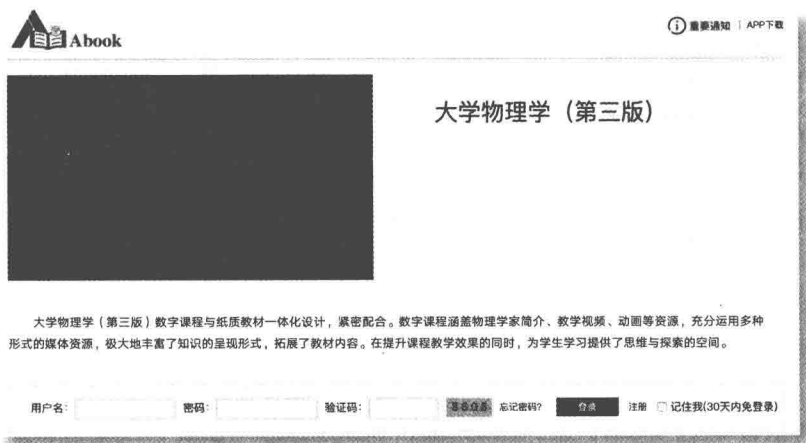 Abook
重要通知 | APP下载
大学物理学（第三版）
大学物理学（第三版）数字课程与纸质教材一体化设计，紧密配合。数字课程涵盖物理学家简介、教学视频、动画等资源，充分运用多种
形式的媒体资源，极大地丰富了知识的呈现形式，拓展了教材内容。在提升课程教学效果的同时，为学生学习提供了思维与探索的空间。
用户名： 密码： 验证码： 忘记密码? 登录 注册 记住我(30天内免登录)